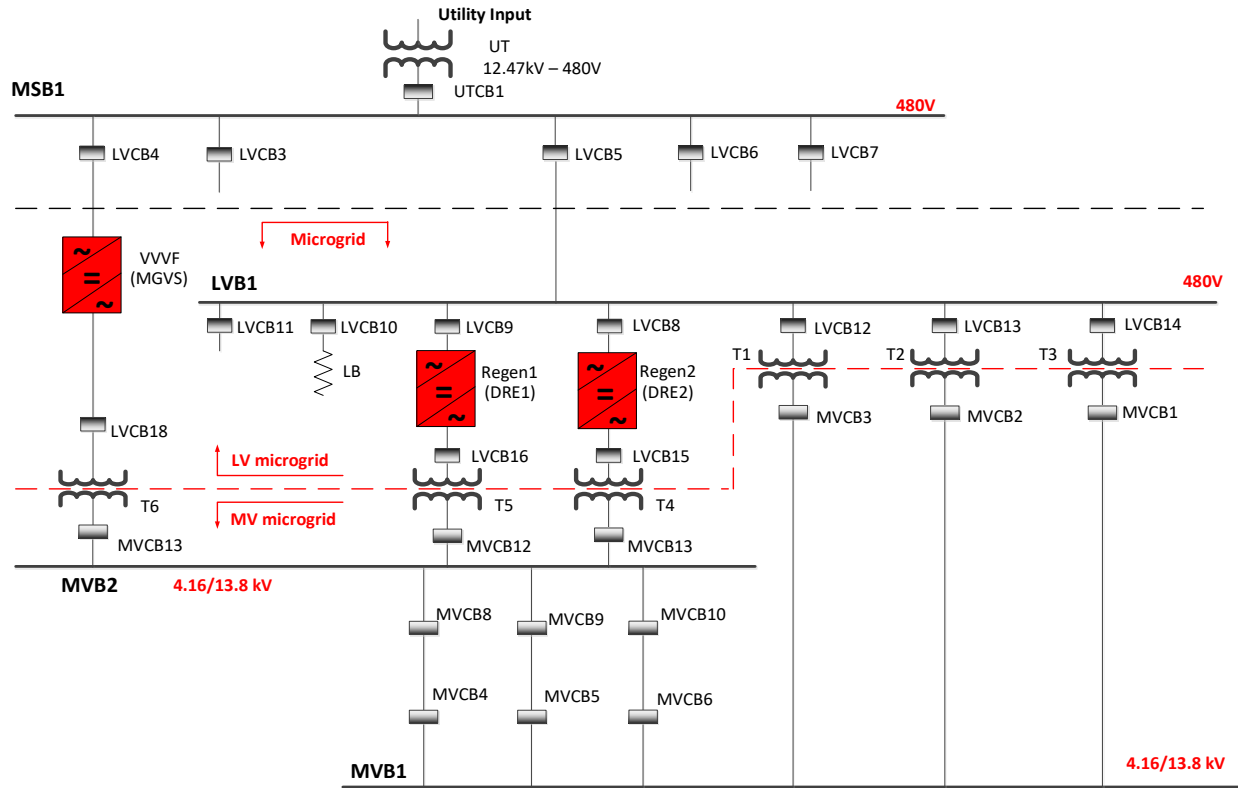 Utility Input
UT
12.47kV – 480V
UTCB1
MSB1
480V
LVCB4
LVCB3
LVCB5
LVCB6
LVCB7
Microgrid
VVVF
(MGVS)
LVB1
480V
LVCB11
LVCB10
LVCB9
LVCB8
LVCB12
LVCB13
LVCB14
LB
Regen1
(DRE1)
Regen2
(DRE2)
T1
T2
T3
MVCB3
MVCB2
MVCB1
LVCB18
LVCB16
LVCB15
LV microgrid
T6
T5
T4
MV microgrid
MVCB13
MVCB12
MVCB13
MVB2
4.16/13.8 kV
MVCB8
MVCB9
MVCB10
MVCB4
MVCB5
MVCB6
MVB1
4.16/13.8 kV